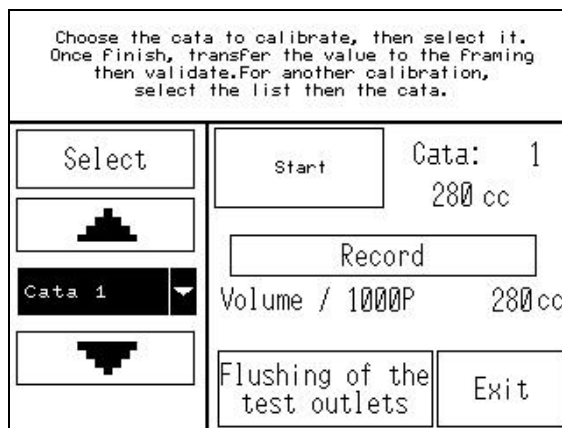 Choose the cata to calibrate, then select it.
Once finish, transfer the value to the framing
then validate.For another calibration,
select the list then the cata.
Select
Cata 1
Start
Cata: 1
280 cc
Record
Volume / 1000P 280cc
Flushing of the
test outlets
Exit